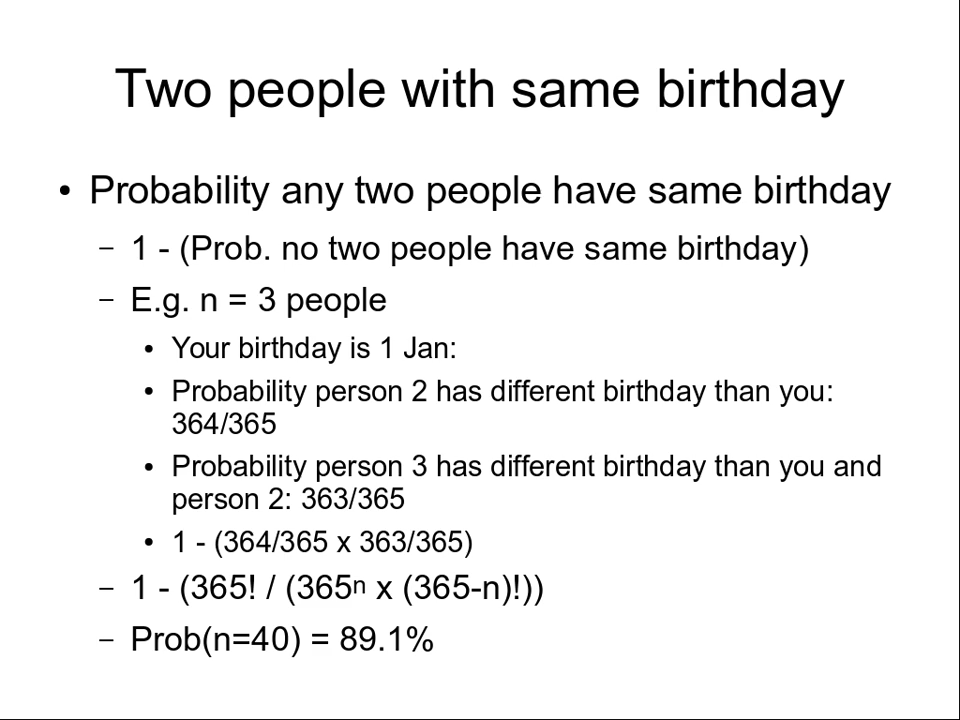 Two people with same birthday
• Probability any two people have same birthday
– 1 - (Prob. no two people have same birthday)
– E.g. n = 3 people
• Your birthday is 1 Jan:
• Probability person 2 has different birthday than you:
364/365
• Probability person 3 has different birthday than you and
person 2: 363/365
• 1 - (364/365 x 363/365)
– 1 - (365! / (365ⁿ x (365-n)!))
– Prob(n=40) = 89.1%